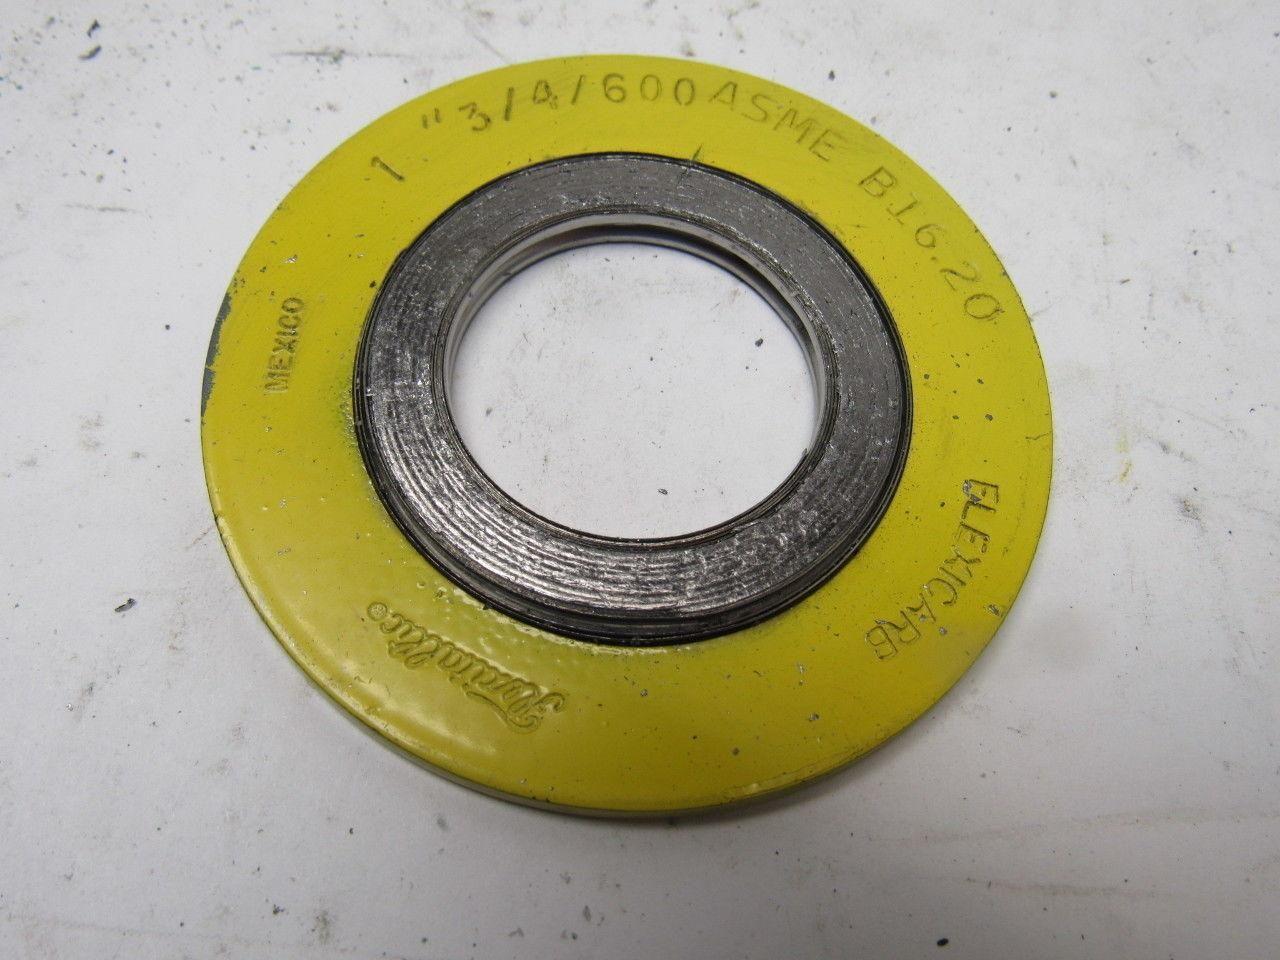 1 "3/4/600 ASME B16.20
FLEXICARB
Flexitallic®
MEXICO